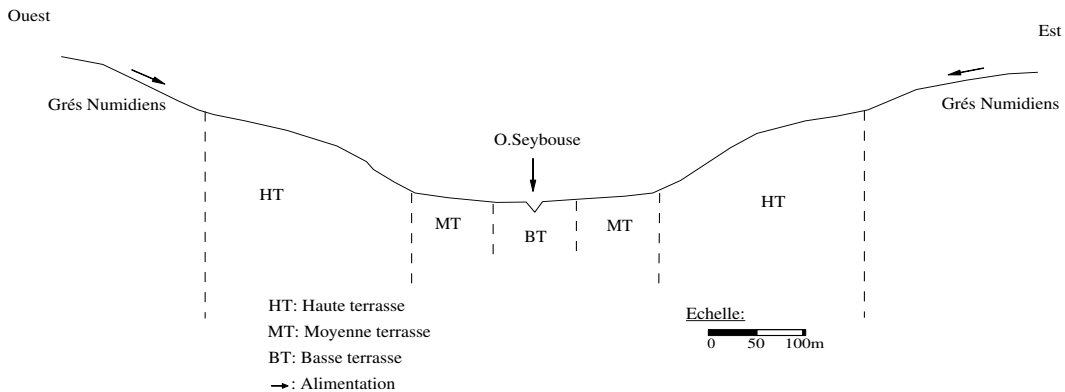 Ouest
Est
Grés Numidiens
Grés Numidiens
O.Seybouse
HT
HT
MT
MT
BT
HT: Haute terrasse
MT: Moyenne terrasse
BT: Basse terrasse
: Alimentation
Echelle:
0 50 100m